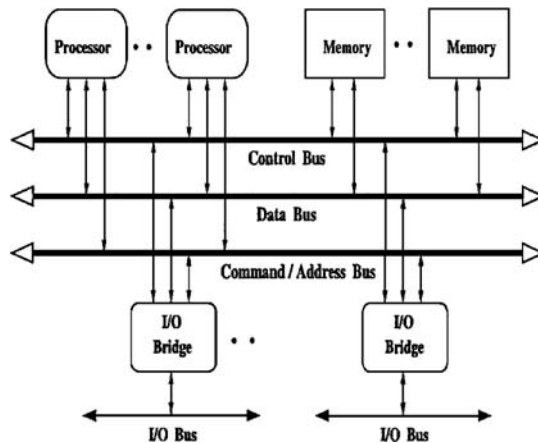 Processor
Processor
Memory
Memory
Control Bus
Data Bus
Command / Address Bus
I/O
Bridge
I/O
Bridge
I/O Bus
I/O Bus